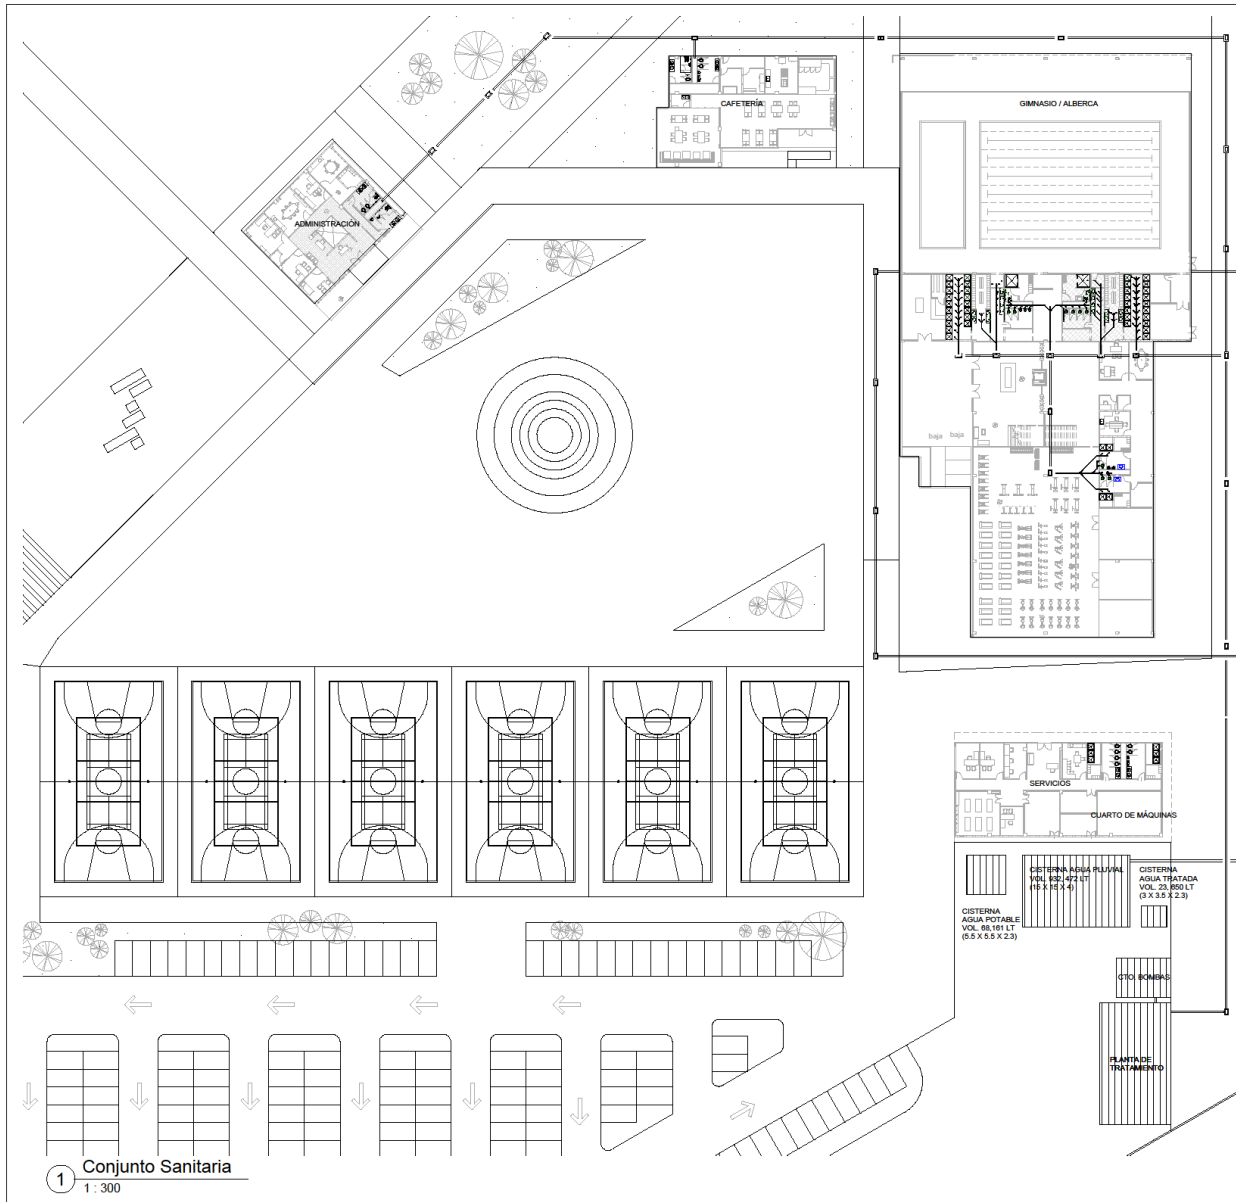 CAFETERÍA
GIMNASIO / ALBERCA
ADMINISTRACIÓN
baja baja
SERVICIOS
CUARTO DE MÁQUINAS
CISTERNA AGUA PLUVIAL
VOL. 932, 472 LT
(15 X 15 X 4)
CISTERNA
AGUA TRATADA
VOL. 23, 650 LT
(3 X 3.5 X 2.3)
CISTERNA
AGUA POTABLE
VOL. 68,161 LT
(5.5 X 5.5 X 2.3)
CTO. BOMBAS
PLANTA DE
TRATAMIENTO
1 Conjunto Sanitaria
1 : 300